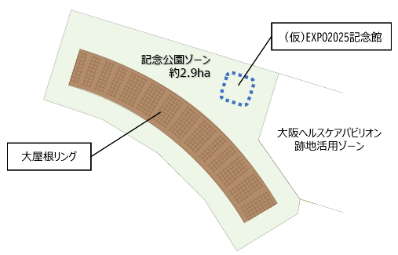 （仮）EXPO2025記念館
記念公園ゾーン
約2.9ha
大阪ヘルスケアパビリオン
跡地活用ゾーン
大屋根リング